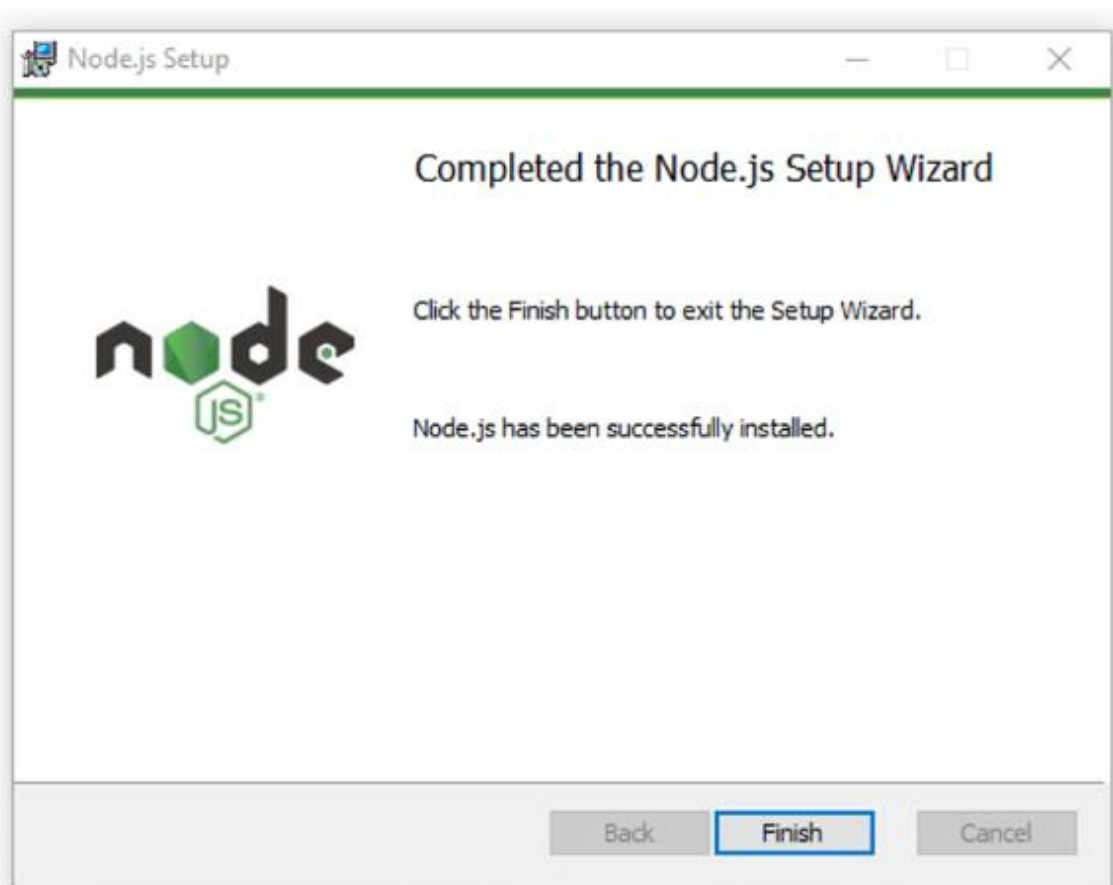 Node.js Setup
Completed the Node.js Setup Wizard
Click the Finish button to exit the Setup Wizard.
node
JS
Node.js has been successfully installed.
Back
Finish
Cancel